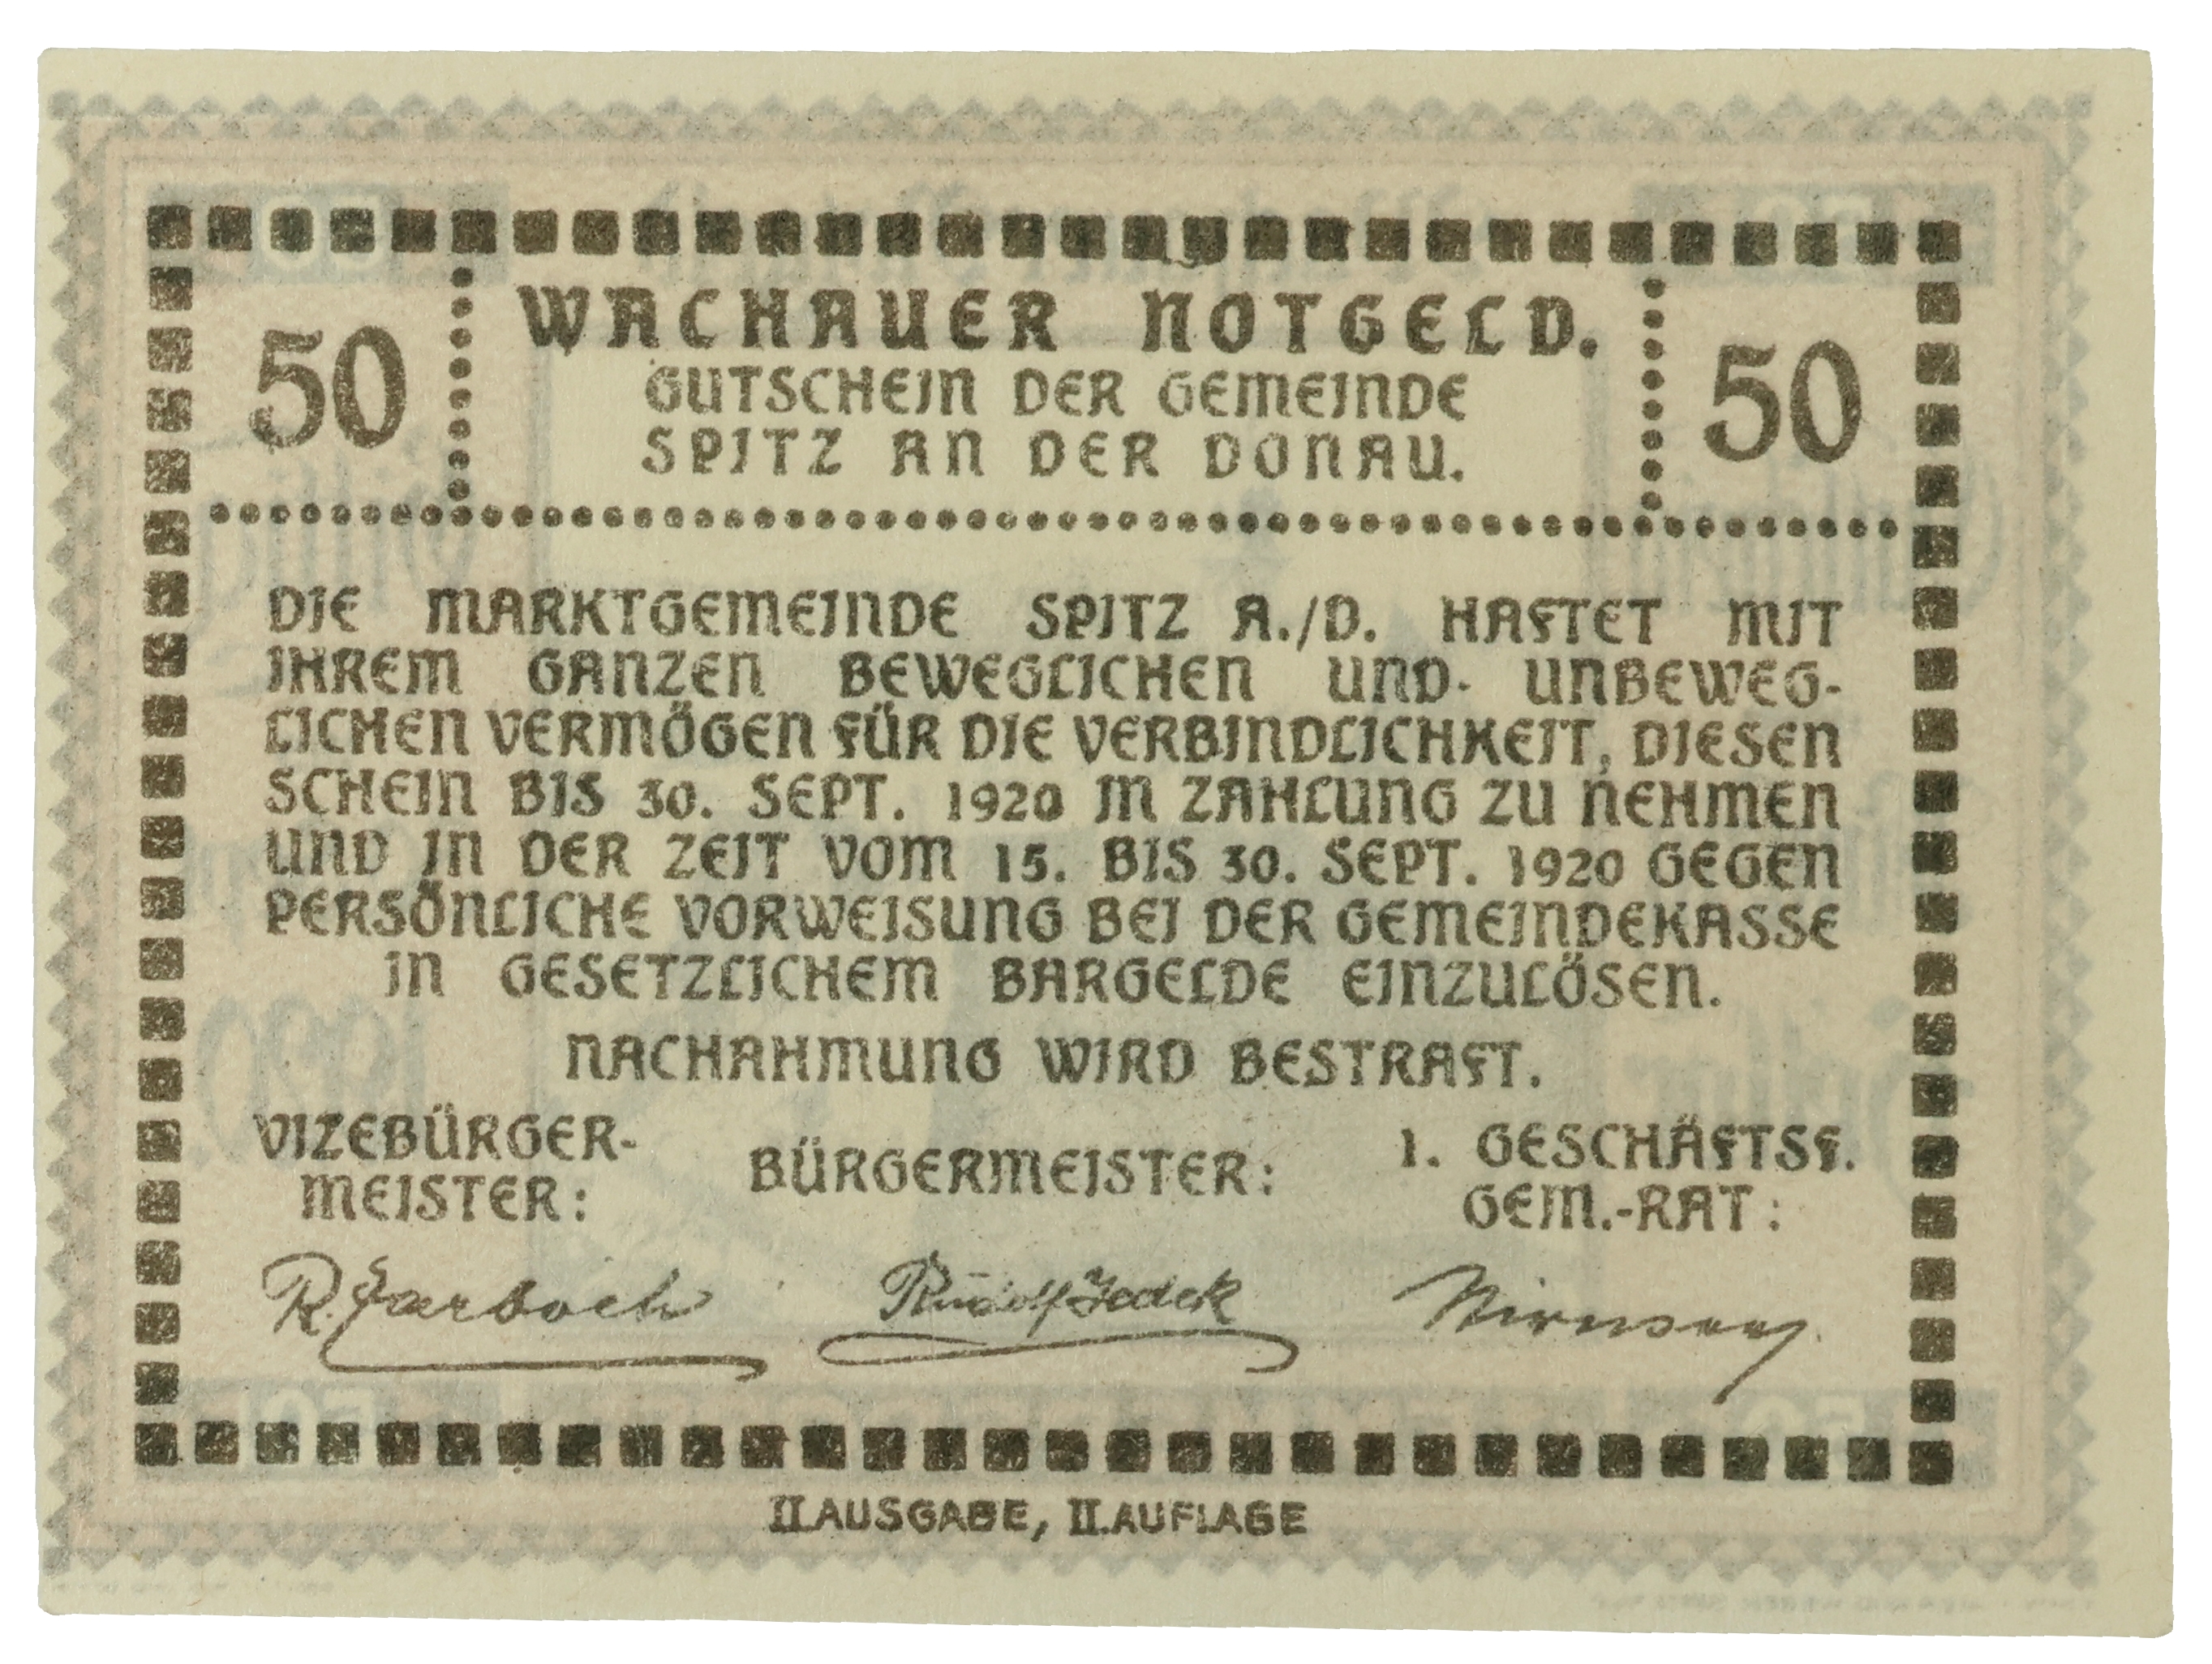 WACHAUER NOTGELD.
50
GUTSCHEIN DER GEMEINDE
50
SPITZ AN DER DONAU.
DIE MARKTGEMEINDE SPITZ A./D. HAFTET MIT
IHREM GANZEN BEWEGLICHEN UND UNBEWEG-
LICHEN VERMÖGEN FÜR DIE VERBINDLICHKEIT, DIESEN
SCHEIN BIS 30. SEPT. 1920 IN ZAHLUNG ZU NEHMEN
UND IN DER ZEIT VOM 15. BIS 30. SEPT. 1920 GEGEN
PERSÖNLICHE VORWEISUNG BEI DER GEMEINDEKASSE
IN GESETZLICHEM BARGELDE EINZULÖSEN.
NACHAHMUNG WIRD BESTRAFT.
VIZEBÜRGER-
MEISTER:
BÜRGERMEISTER:
1. GESCHÄFTSF.
GEM.-RAT:
R.
Rudolf Jedek
II. AUSGABE, II. AUFLAGE